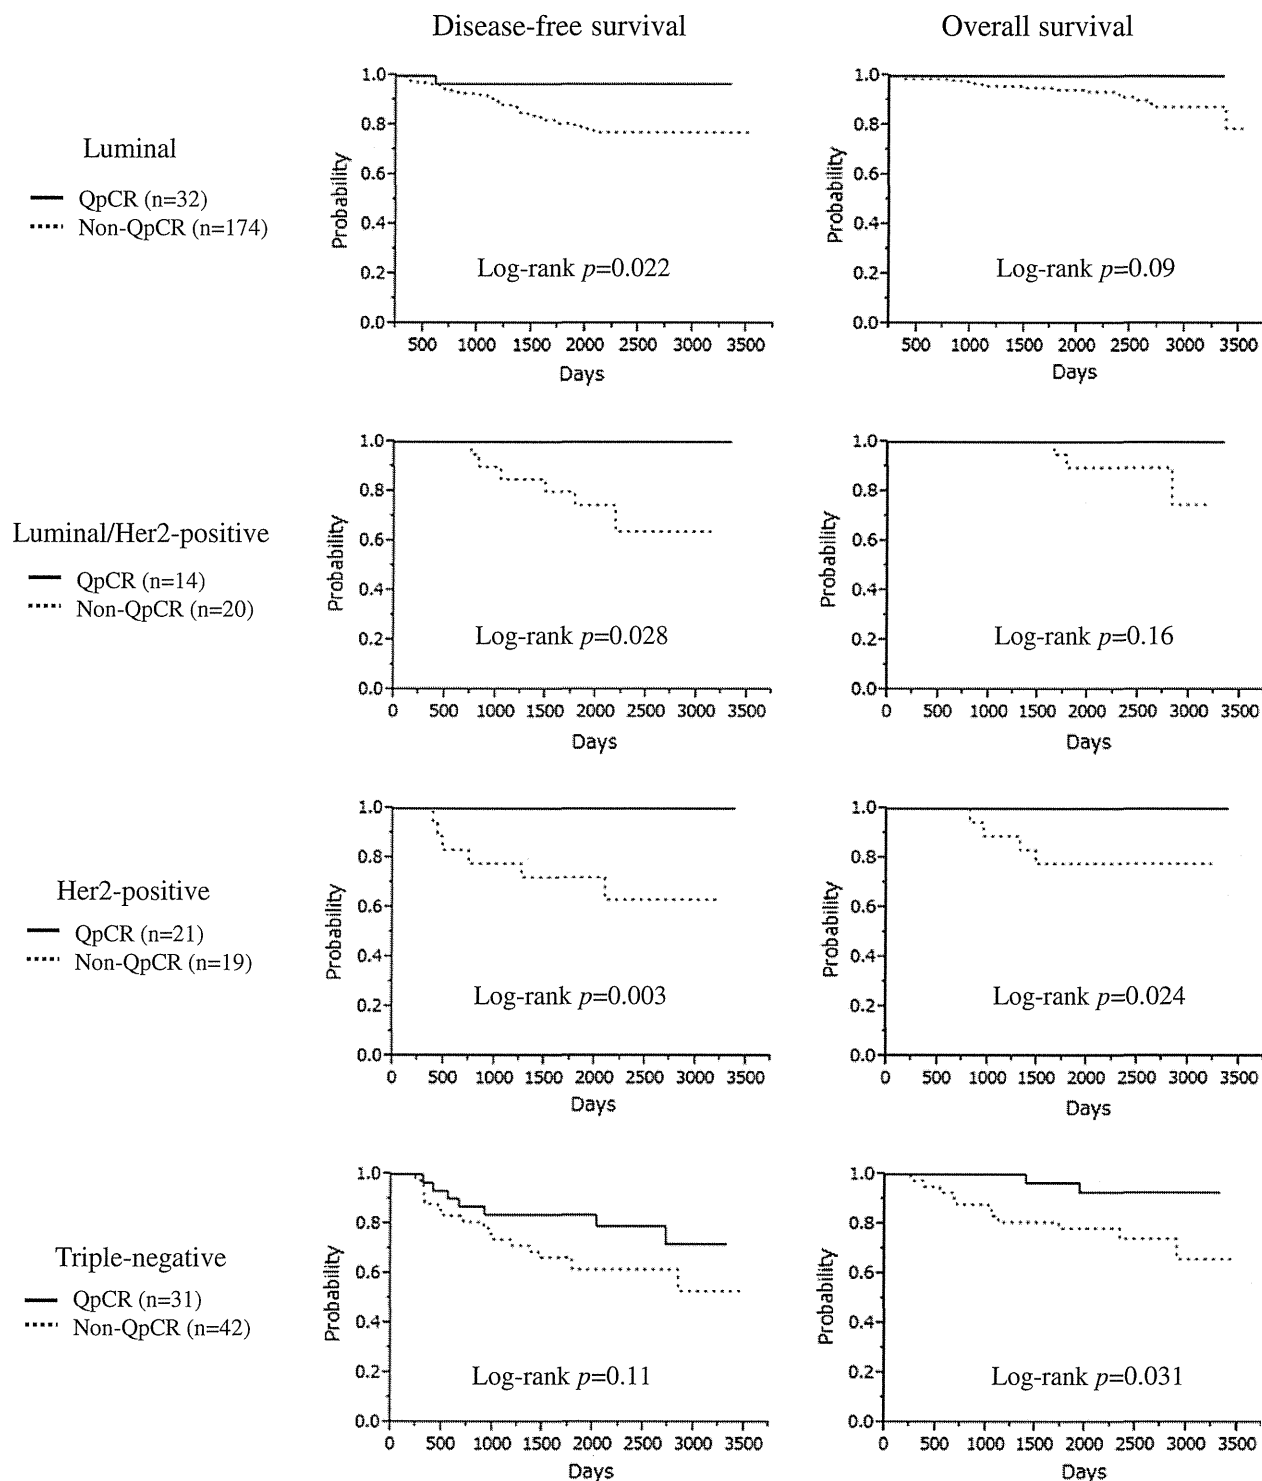 Disease-free survival
Overall survival
Luminal
QpCR (n=32)
Non-QpCR (n=174)
Probability
1.0
0.8
0.6
0.4
0.2
0.0
Log-rank p=0.022
500 1000 1500 2000 2500 3000 3500
Days
Probability
1.0
0.8
0.6
0.4
0.2
0.0
Log-rank p=0.09
500 1000 1500 2000 2500 3000 3500
Days
Luminal/Her2-positive
QpCR (n=14)
Non-QpCR (n=20)
Probability
1.0
0.8
0.6
0.4
0.2
0.0
Log-rank p=0.028
0 500 1000 1500 2000 2500 3000 3500
Days
Probability
1.0
0.8
0.6
0.4
0.2
0.0
Log-rank p=0.16
0 500 1000 1500 2000 2500 3000 3500
Days
Her2-positive
QpCR (n=21)
Non-QpCR (n=19)
Probability
1.0
0.8
0.6
0.4
0.2
0.0
Log-rank p=0.003
0 500 1000 1500 2000 2500 3000 3500
Days
Probability
1.0
0.8
0.6
0.4
0.2
0.0
Log-rank p=0.024
0 500 1000 1500 2000 2500 3000 3500
Days
Triple-negative
QpCR (n=31)
Non-QpCR (n=42)
Probability
1.0
0.8
0.6
0.4
0.2
0.0
Log-rank p=0.11
0 500 1000 1500 2000 2500 3000 3500
Days
Probability
1.0
0.8
0.6
0.4
0.2
0.0
Log-rank p=0.031
0 500 1000 1500 2000 2500 3000 3500
Days